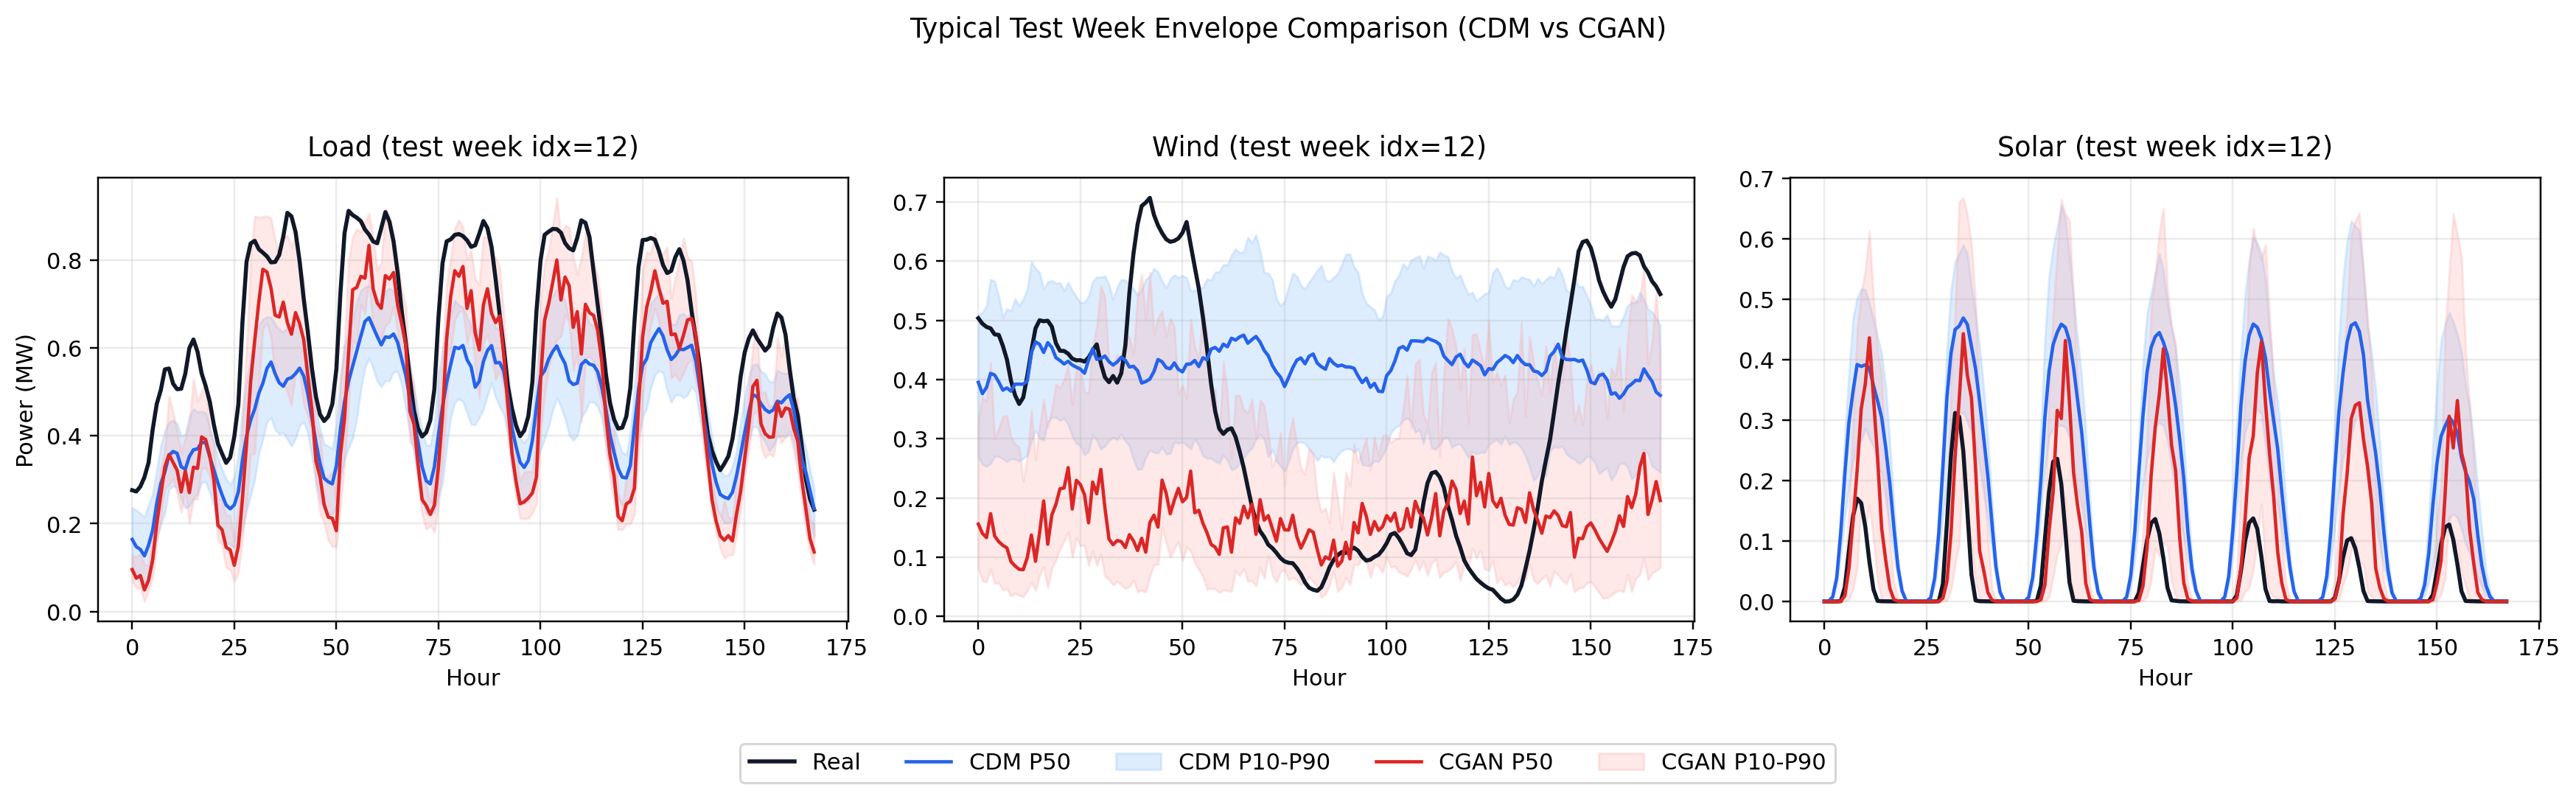 Typical Test Week Envelope Comparison (CDM vs CGAN)
Load (test week idx=12)
Wind (test week idx=12)
Solar (test week idx=12)
Power (MW)
0.8
0.6
0.4
0.2
0.0
0 25 50 75 100 125 150 175
Hour
0.7
0.6
0.5
0.4
0.3
0.2
0.1
0.0
0 25 50 75 100 125 150 175
Hour
0.7
0.6
0.5
0.4
0.3
0.2
0.1
0.0
0 25 50 75 100 125 150 175
Hour
Real CDM P50 CDM P10-P90 CGAN P50 CGAN P10-P90